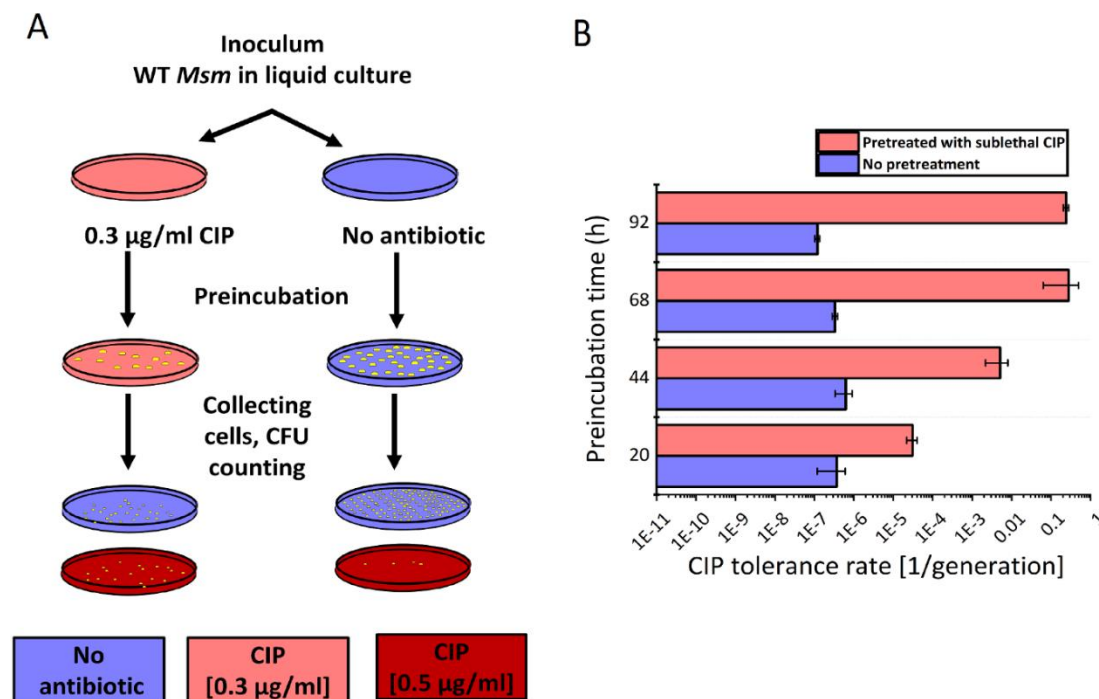 A
Inoculum
WT Msm in liquid culture
0.3 µg/ml CIP
No antibiotic
Preincubation
Collecting
cells, CFU
counting
No
antibiotic
CIP
[0.3 µg/ml]
CIP
[0.5 µg/ml]
B
Pretreated with sublethal CIP
No pretreatment
Preincubation time (h)
92
68
44
20
1E-11
1E-10
1E-9
1E-8
1E-7
1E-6
1E-5
1E-4
1E-3
0.01
0.1
1
CIP tolerance rate [1/generation]